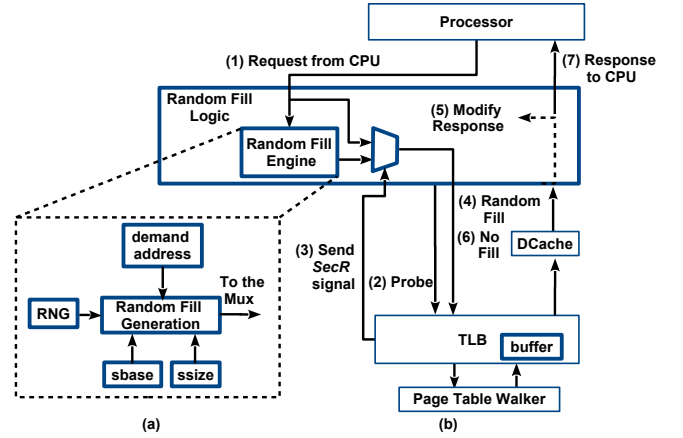 Processor
(1) Request from CPU
(7) Response
to CPU
Random Fill
Logic
(5) Modify
Response
Random Fill
Engine
(4) Random
Fill
(6) No
Fill
(3) Send
SecR
signal
(2) Probe
DCache
demand
address
To the
Mux
RNG
Random Fill
Generation
sbase
ssize
TLB
buffer
Page Table Walker
(a)
(b)